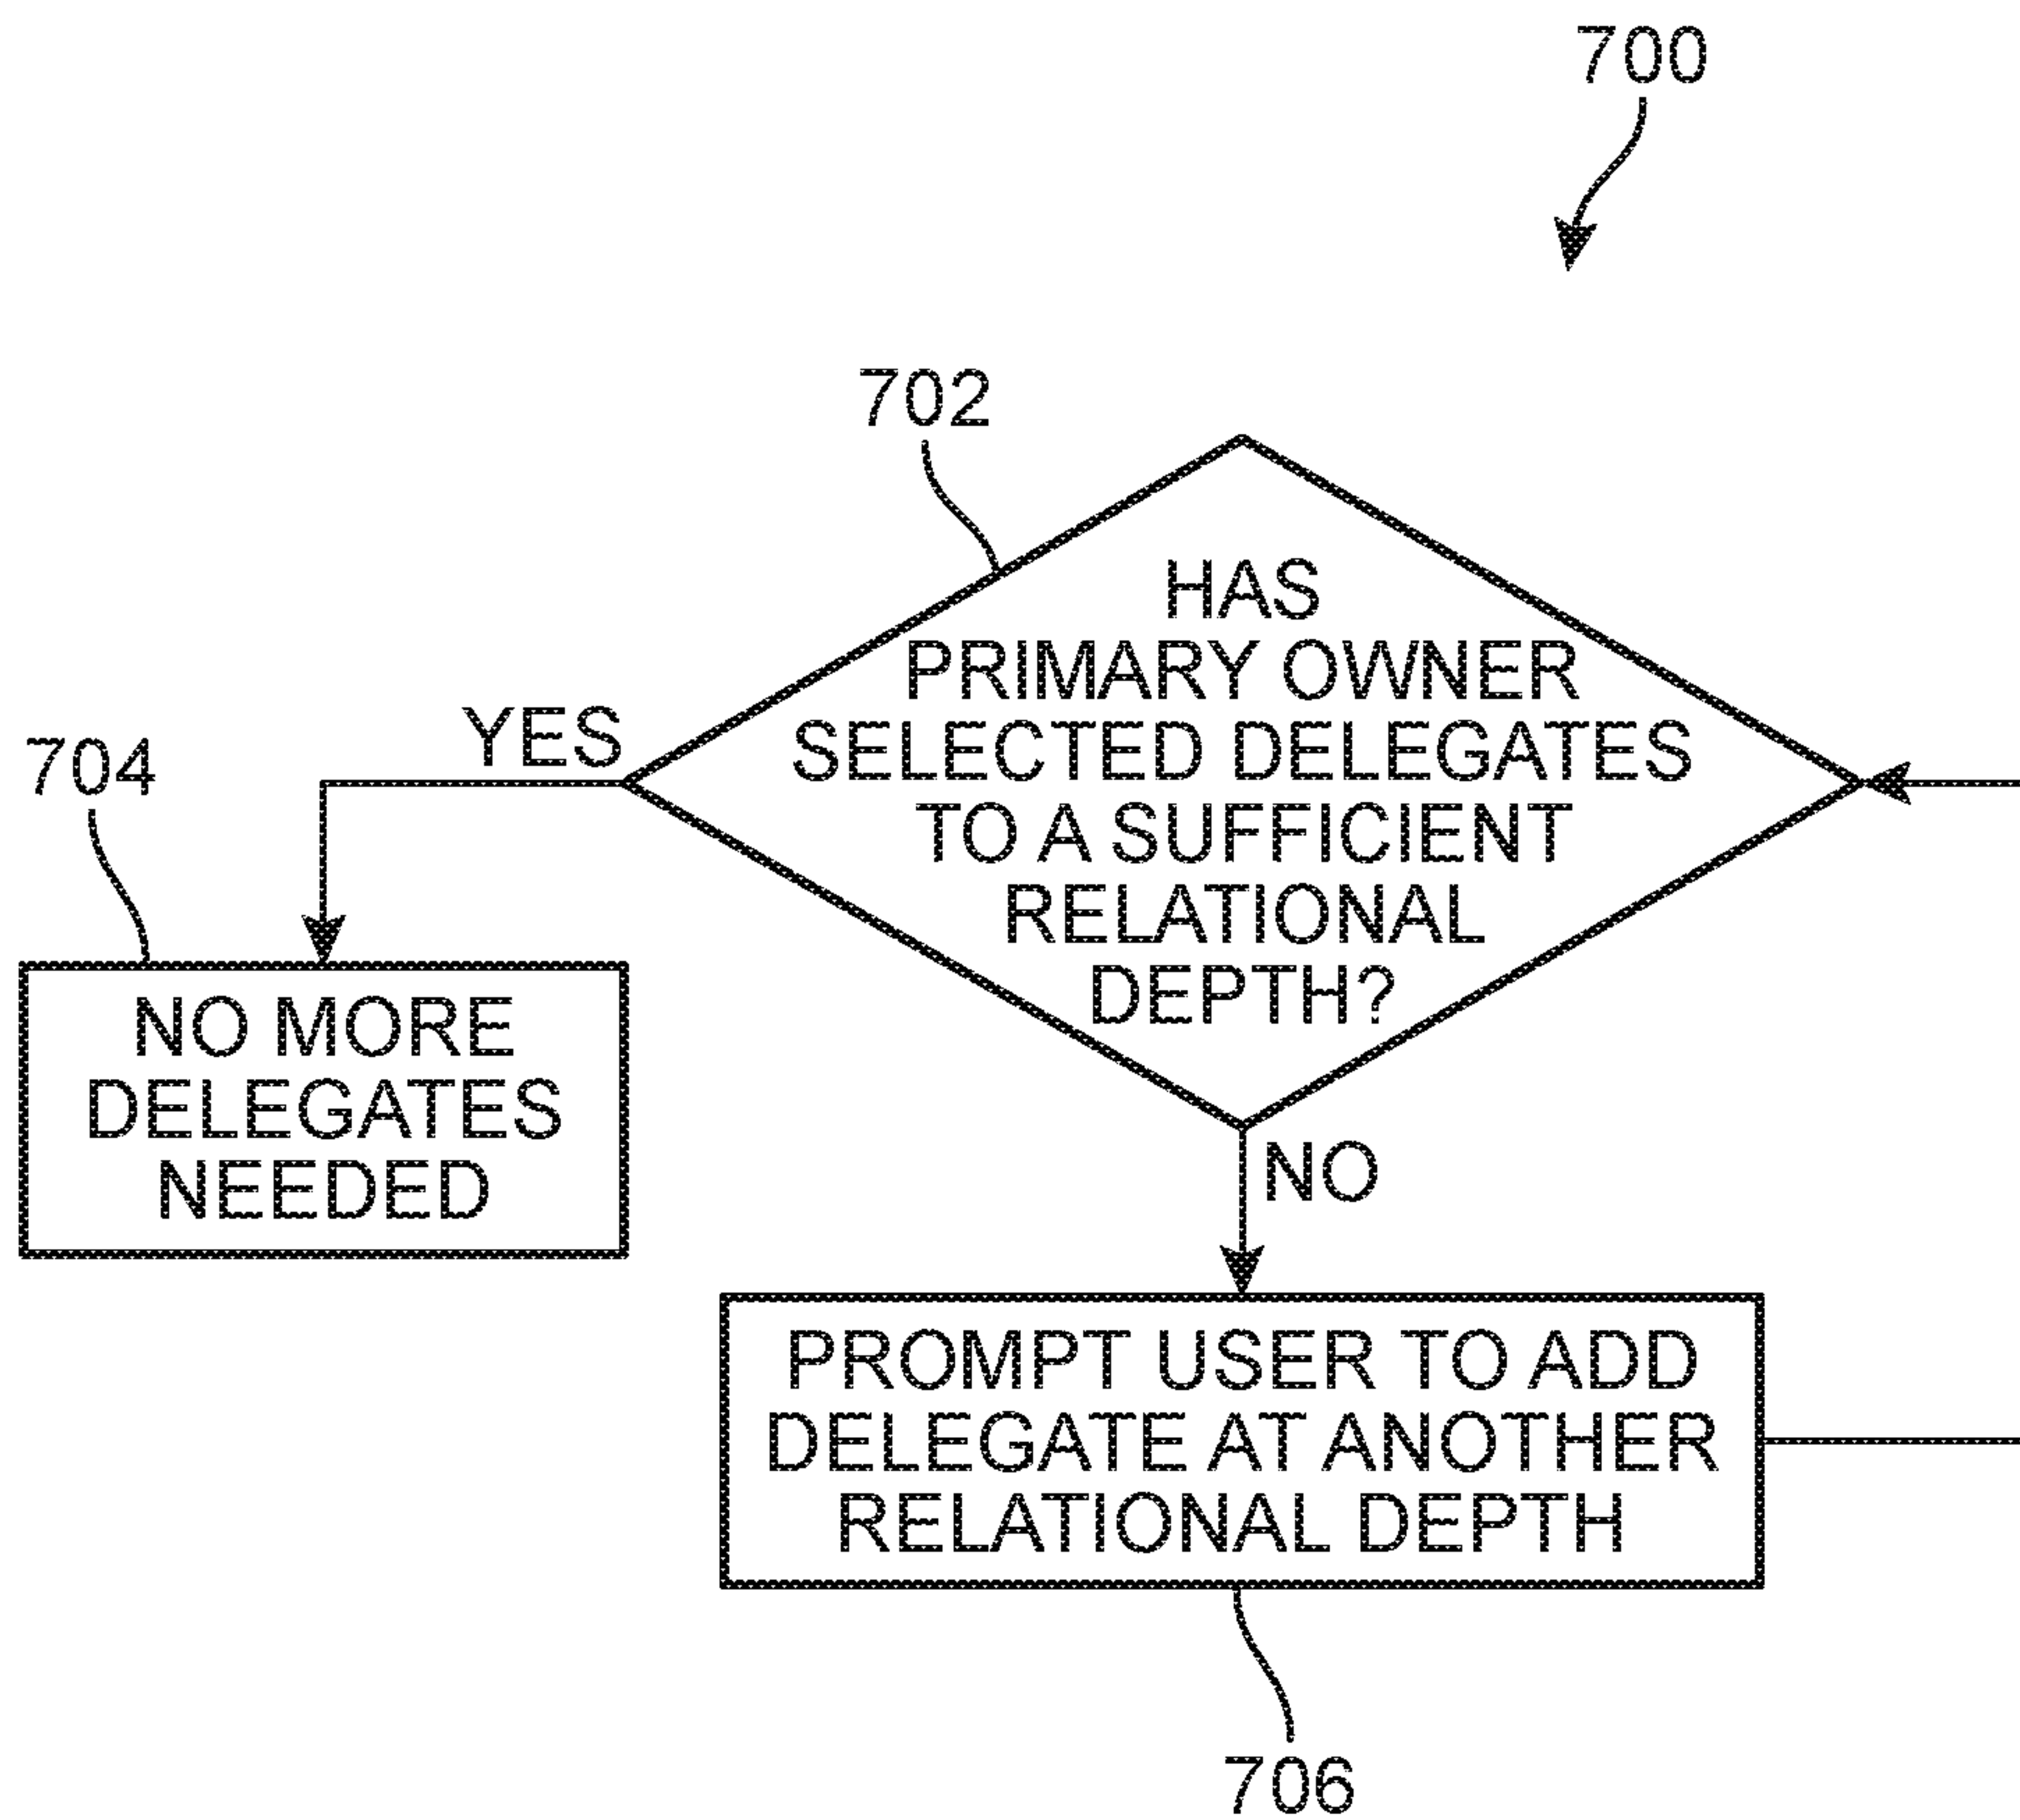 700
702
HAS
PRIMARY OWNER
SELECTED DELEGATES
TO A SUFFICIENT
RELATIONAL
DEPTH?
YES
704
NO MORE
DELEGATES
NEEDED
NO
PROMPT USER TO ADD
DELEGATE AT ANOTHER
RELATIONAL DEPTH
706